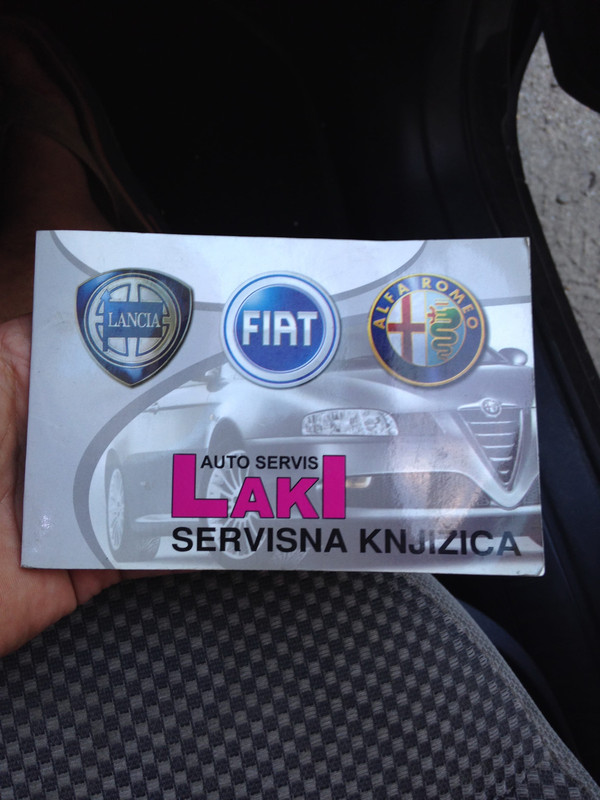 LANCIA
FIAT
ALFA ROMEO
AUTO SERVIS
LAKI
SERVISNA KNJIZICA